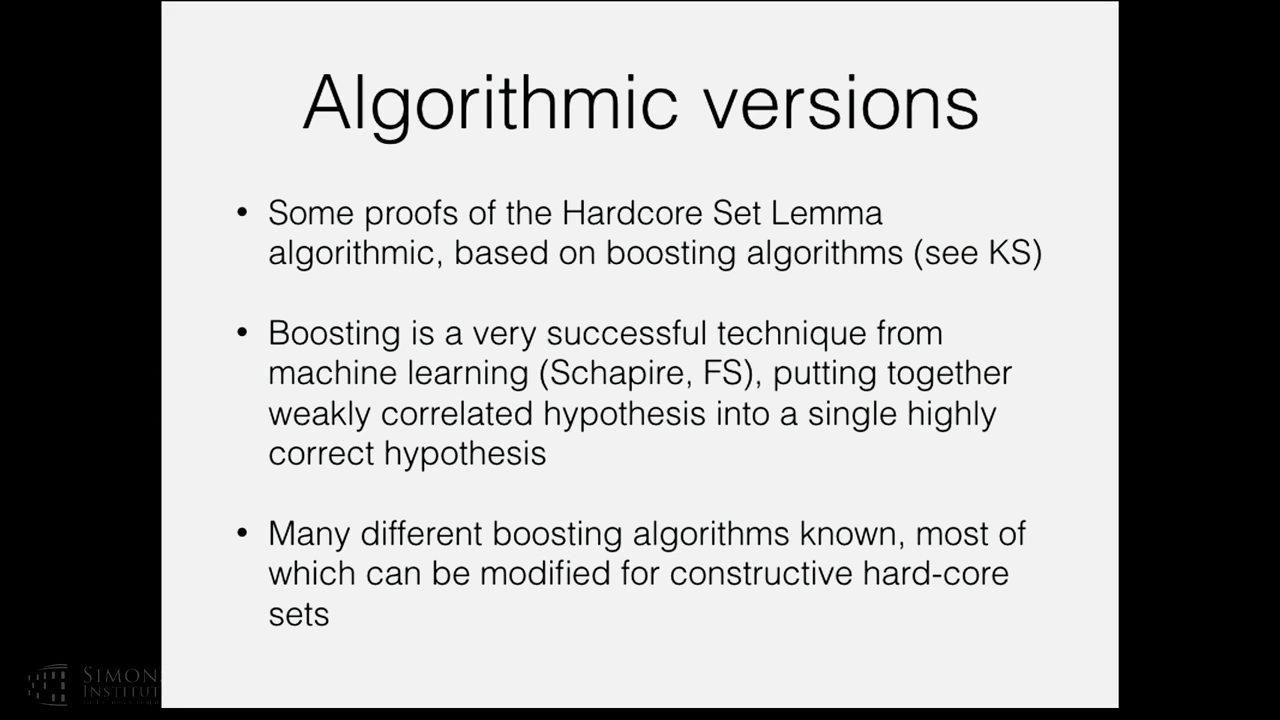 Algorithmic versions
• Some proofs of the Hardcore Set Lemma
algorithmic, based on boosting algorithms (see KS)
• Boosting is a very successful technique from
machine learning (Schapire, FS), putting together
weakly correlated hypothesis into a single highly
correct hypothesis
• Many different boosting algorithms known, most of
which can be modified for constructive hard-core
sets
SIMONS
INSTITUT